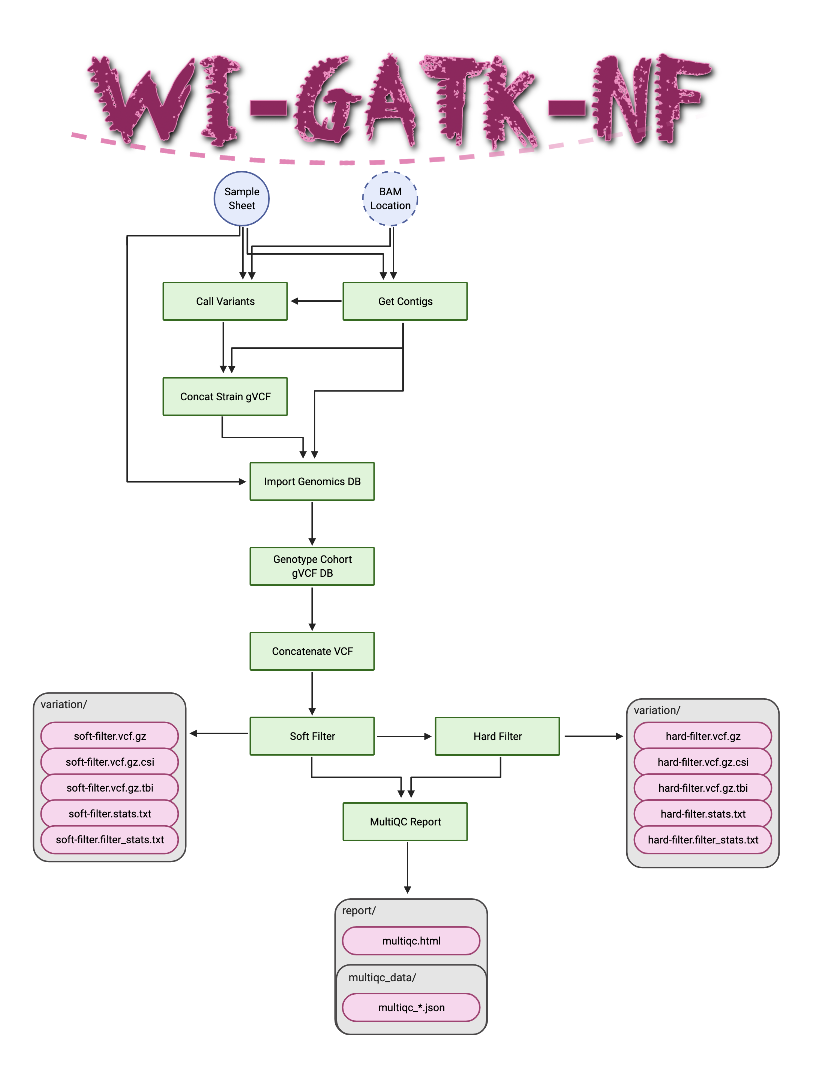 WI-GATK-NF
Sample
Sheet
BAM
Location
Call Variants
Get Contigs
Concat Strain gVCF
Import Genomics DB
Genotype Cohort
gVCF DB
Concatenate VCF
variation/
soft-filter.vcf.gz
soft-filter.vcf.gz.csi
soft-filter.vcf.gz.tbi
soft-filter.stats.txt
soft-filter.filter_stats.txt
Soft Filter
Hard Filter
variation/
hard-filter.vcf.gz
hard-filter.vcf.gz.csi
hard-filter.vcf.gz.tbi
hard-filter.stats.txt
hard-filter.filter_stats.txt
MultiQC Report
report/
multiqc.html
multiqc_data/
multiqc_*.json